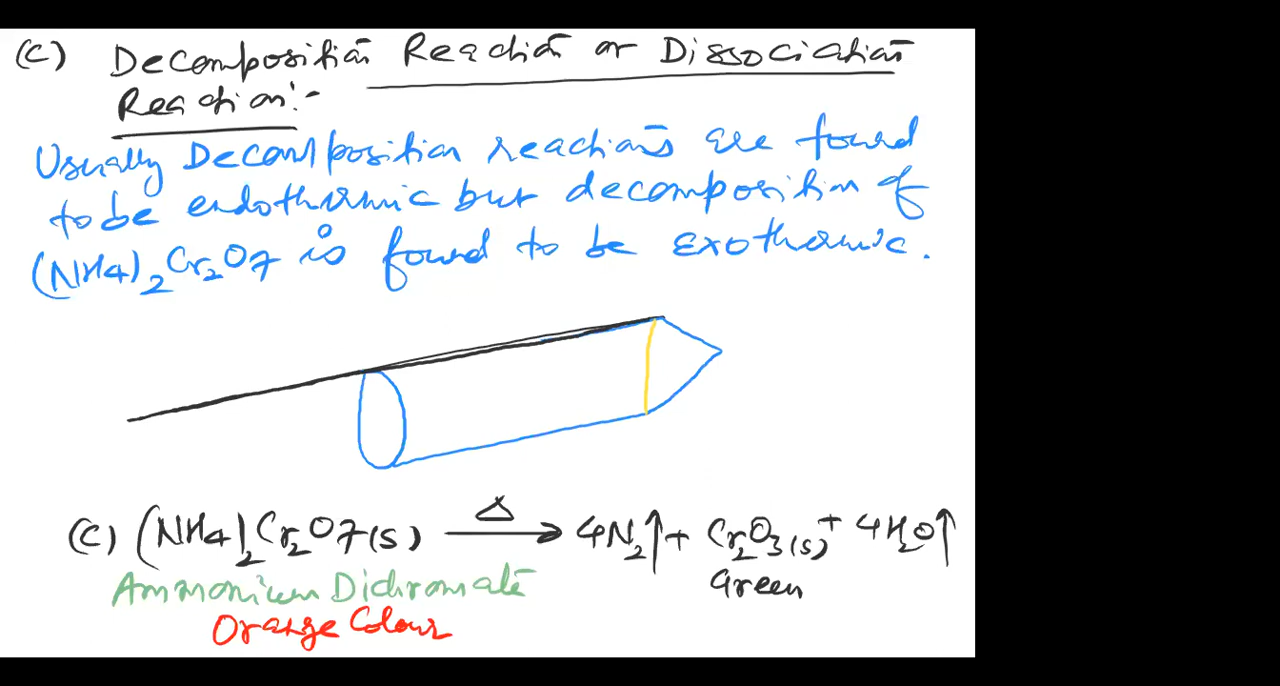 (C) Decomposition Reaction or Dissociation
Reaction:-
Usually Decomposition reactions are found
to be endothermic but decomposition of
(NH4)2Cr2O7 is found to be exothermic.
(C) (NH4)2Cr2O7(s) Δ→ 4N2↑ + Cr2O3(s) + 4H2O↑
Ammonium Dichromate Green
Orange Colour